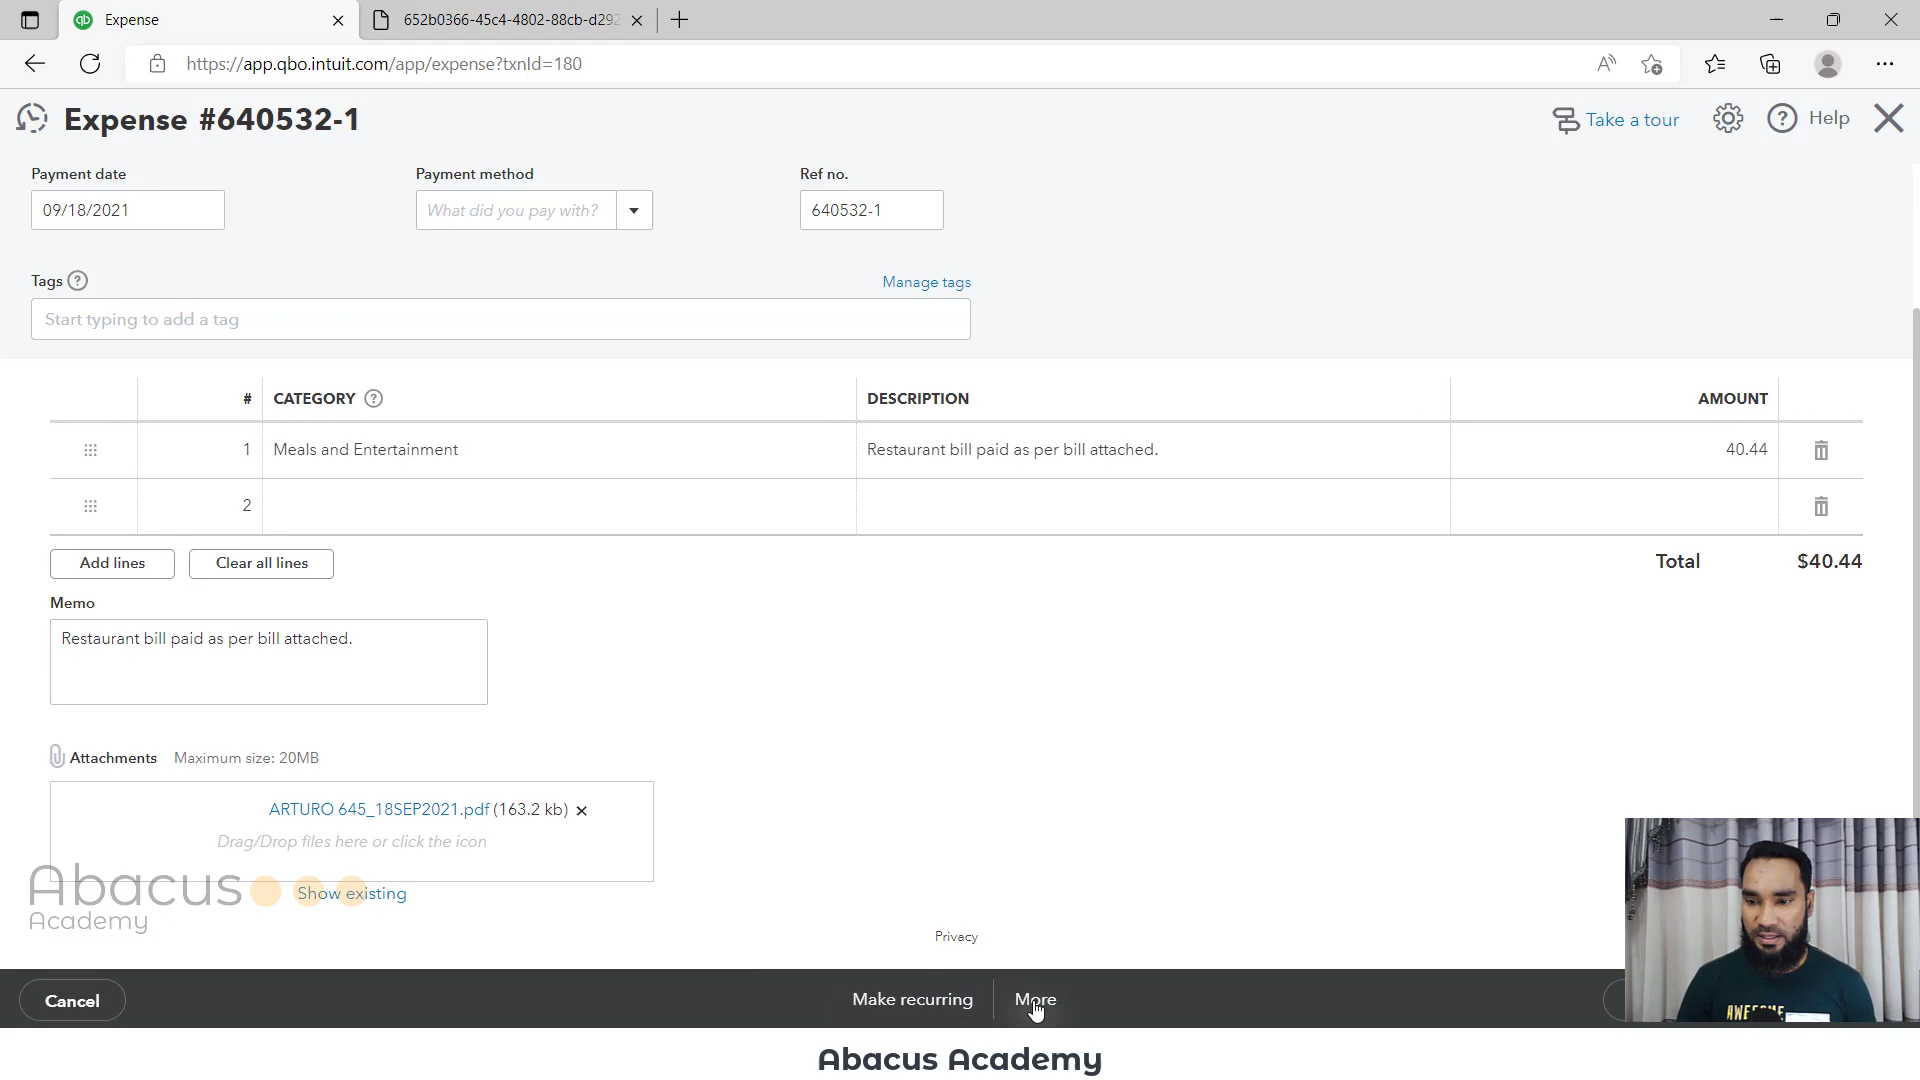 Expense
652b0366-45c4-4802-88cb-d292
https://app.qbo.intuit.com/app/expense?txnId=180
Expense #640532-1
Take a tour
Help
Payment date
Payment method
Ref no.
09/18/2021
What did you pay with?
640532-1
Tags
Manage tags
Start typing to add a tag
# CATEGORY DESCRIPTION AMOUNT
1 Meals and Entertainment Restaurant bill paid as per bill attached. 40.44
2
Add lines
Clear all lines
Total $40.44
Memo
Restaurant bill paid as per bill attached.
Attachments Maximum size: 20MB
ARTURO 645_18SEP2021.pdf (163.2 kb)
Drag/Drop files here or click the icon
Abacus
Academy
Show existing
Privacy
Cancel
Make recurring
More
AWESOME
Abacus Academy